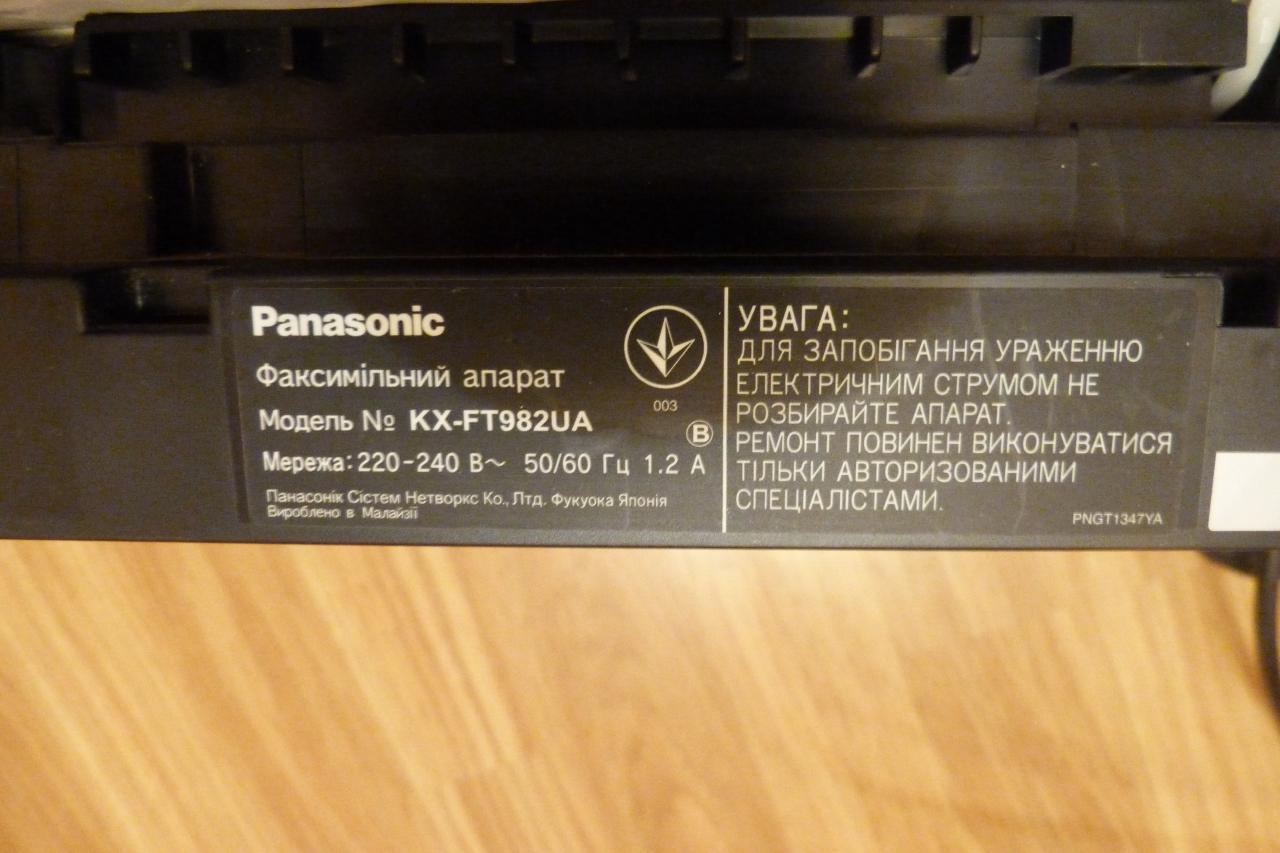 Panasonic
Факсимільний апарат
003
Модель № KX-FT982UA
B
Мережа: 220-240 В~ 50/60 Гц 1.2 А
Панасонік Сістем Нетворкс Ко., Лтд. Фукуока Японія
Вироблено в Малайзії
УВАГА:
ДЛЯ ЗАПОБІГАННЯ УРАЖЕННЮ
ЕЛЕКТРИЧНИМ СТРУМОМ НЕ
РОЗБИРАЙТЕ АПАРАТ.
РЕМОНТ ПОВИНЕН ВИКОНУВАТИСЯ
ТІЛЬКИ АВТОРИЗОВАНИМИ
СПЕЦІАЛІСТАМИ.
PNGT1347YA